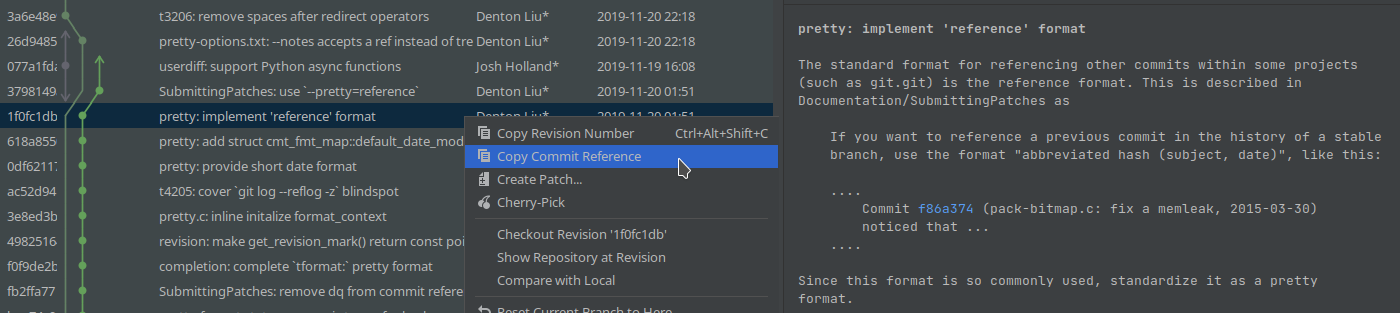 3a6e48e t3206: remove spaces after redirect operators Denton Liu* 2019-11-20 22:18
26d9485 pretty-options.txt: --notes accepts a ref instead of tre Denton Liu* 2019-11-20 22:18
077a1fda userdiff: support Python async functions Josh Holland* 2019-11-19 16:08
3798149 SubmittingPatches: use `--pretty=reference` Denton Liu* 2019-11-20 01:51
1f0fc1db pretty: implement 'reference' format Denton Liu* 2019-11-20 01:51
618a855 pretty: add struct cmt_fmt_map::default_date_mod
0df6211 pretty: provide short date format
ac52d94 t4205: cover `git log --reflog -z` blindspot
3e8ed3b pretty.c: inline initalize format_context
4982516 revision: make get_revision_mark() return const poi
f0f9de2b completion: complete `tformat:` pretty format
fb2ffa77 SubmittingPatches: remove dq from commit refere
Copy Revision Number Ctrl+Alt+Shift+C
Copy Commit Reference
Create Patch...
Cherry-Pick
Checkout Revision '1f0fc1db'
Show Repository at Revision
Compare with Local
Reset Current Branch to Here
pretty: implement 'reference' format
The standard format for referencing other commits within some projects
(such as git.git) is the reference format. This is described in
Documentation/SubmittingPatches as
If you want to reference a previous commit in the history of a stable
branch, use the format "abbreviated hash (subject, date)", like this:
....
Commit f86a374 (pack-bitmap.c: fix a memleak, 2015-03-30)
noticed that ...
....
Since this format is so commonly used, standardize it as a pretty
format.